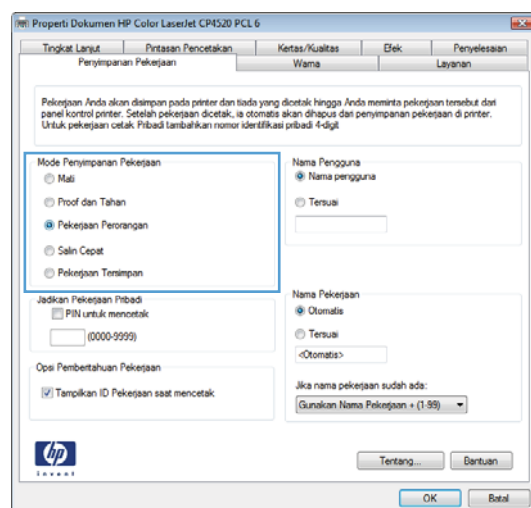 Properti Dokumen HP Color LaserJet CP4520 PCL 6
Tingkat Lanjut
Pintasan Pencetakan
Kertas/Kualitas
Efek
Penyelesaian
Penyimpanan Pekerjaan
Warna
Layanan
Pekerjaan Anda akan disimpan pada printer dan tiada yang dicetak hingga Anda meminta pekerjaan tersebut dari
panel kontrol printer. Setelah pekerjaan dicetak, ia otomatis akan dihapus dari penyimpanan pekerjaan di printer.
Untuk pekerjaan cetak Pribadi tambahkan nomor identifikasi pribadi 4-digit
Mode Penyimpanan Pekerjaan
Mati
Proof dan Tahan
Pekerjaan Perorangan
Salin Cepat
Pekerjaan Tersimpan
Nama Pengguna
Nama pengguna
Tersuai
Jadikan Pekerjaan Pribadi
PIN untuk mencetak
(0000-9999)
Nama Pekerjaan
Otomatis
Tersuai
<Otomatis>
Opsi Pemberitahuan Pekerjaan
Tampilkan ID Pekerjaan saat mencetak
Jika nama pekerjaan sudah ada:
Gunakan Nama Pekerjaan + (1-99)
hp
invent
Tentang...
Bantuan
OK
Batal